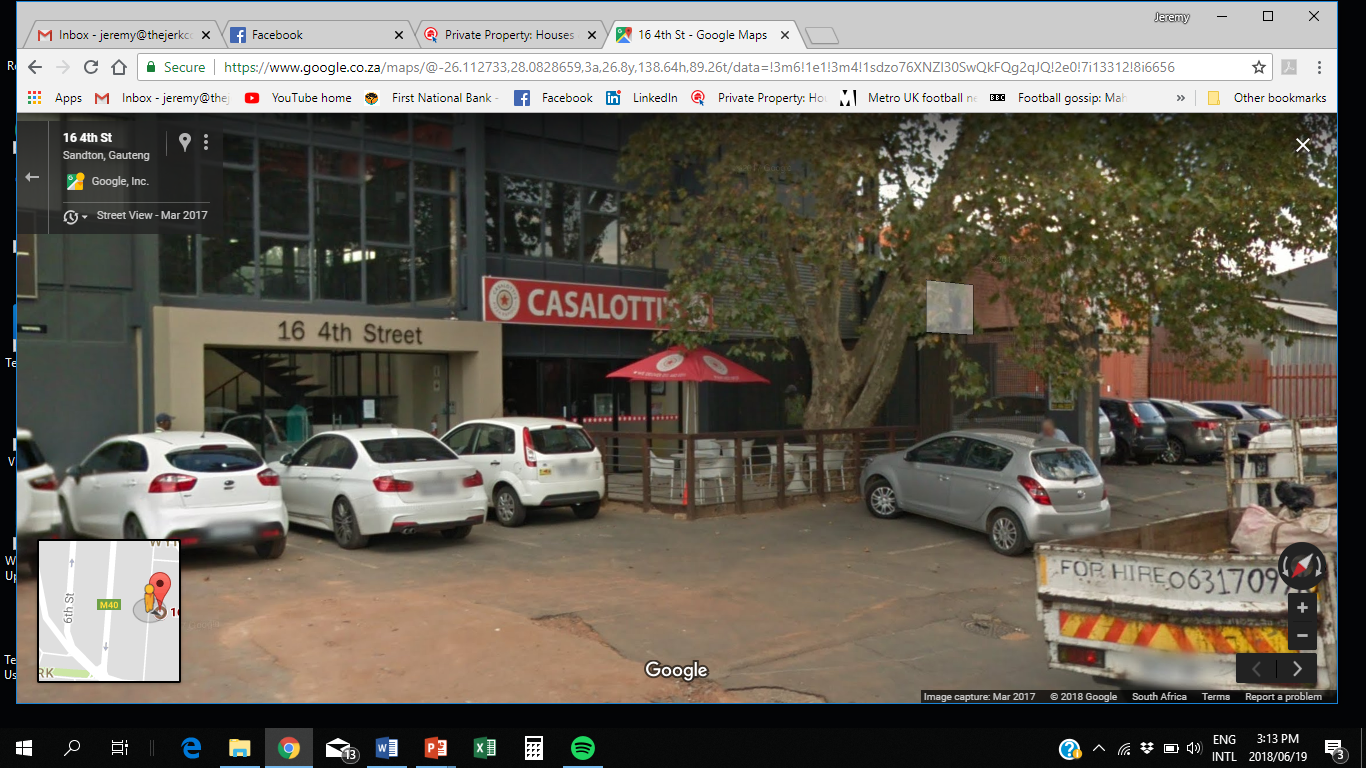 Jeremy
Inbox - jeremy@thejerkcc
Facebook
Private Property: Houses
16 4th St - Google Maps
Secure
https://www.google.co.za/maps/@-26.112733,28.0828659,3a,26.8y,138.64h,89.26t/data=!3m6!1e1!3m4!1sdzo76XNZl30SwQkFQg2qJQ!2e0!7i13312!8i6656
Apps
Inbox - jeremy@thej
YouTube home
First National Bank -
Facebook
LinkedIn
Private Property: Ho
Metro UK football ne
BBC
Football gossip: Mah
Other bookmarks
16 4th St
Sandton, Gauteng
Google, Inc.
Street View - Mar 2017
CASALOTTI'S
16 4th Street
FOR HIRE 0631709
6th St
M40
Google
Image capture: Mar 2017
© 2018 Google
South Africa
Terms
Report a problem
13
ENG
INTL
3:13 PM
2018/06/19
3